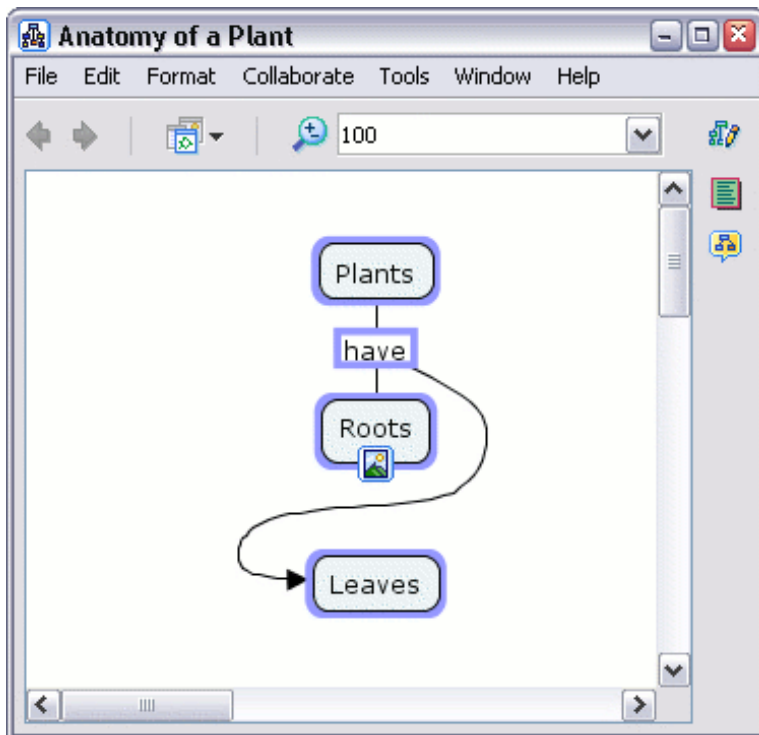 Anatomy of a Plant
File Edit Format Collaborate Tools Window Help
100
Plants
have
Roots
Leaves